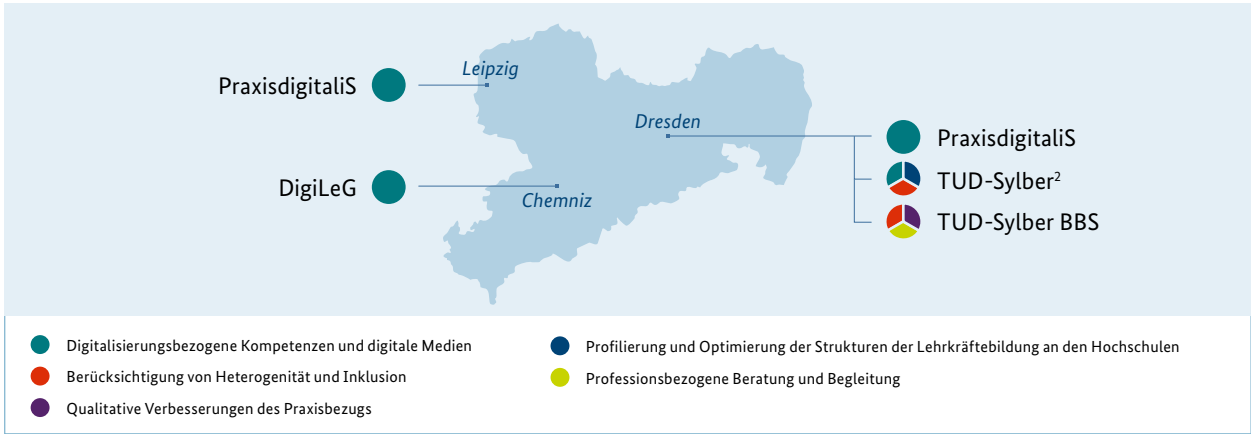 PraxisdigitaliS
Leipzig
Dresden
PraxisdigitaliS
DigiLeG
TUD-Sylber²
Chemniz
TUD-Sylber BBS
Digitalisierungsbezogene Kompetenzen und digitale Medien
Profilierung und Optimierung der Strukturen der Lehrkräftebildung an den Hochschulen
Berücksichtigung von Heterogenität und Inklusion
Professionsbezogene Beratung und Begleitung
Qualitative Verbesserungen des Praxisbezugs